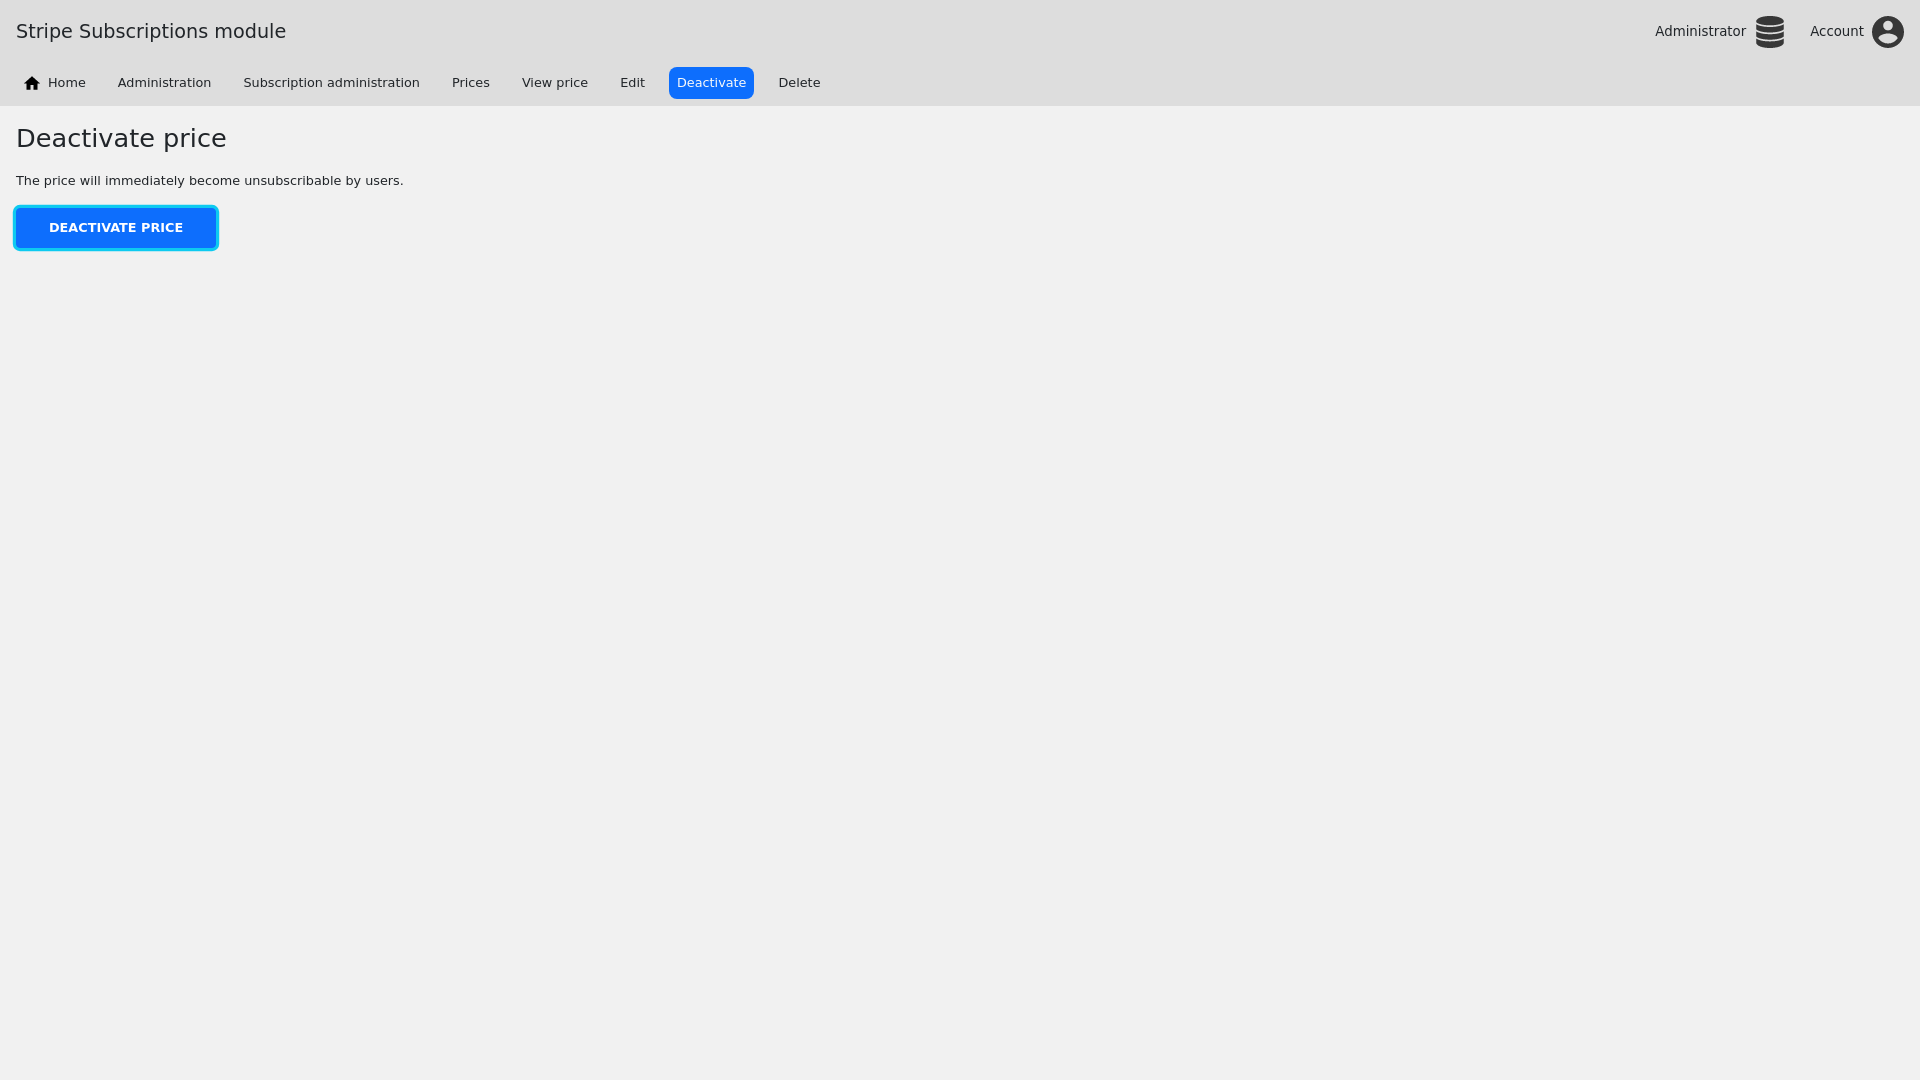 Stripe Subscriptions module
Administrator
Account
Home
Administration
Subscription administration
Prices
View price
Edit
Deactivate
Delete
Deactivate price
The price will immediately become unsubscribable by users.
DEACTIVATE PRICE